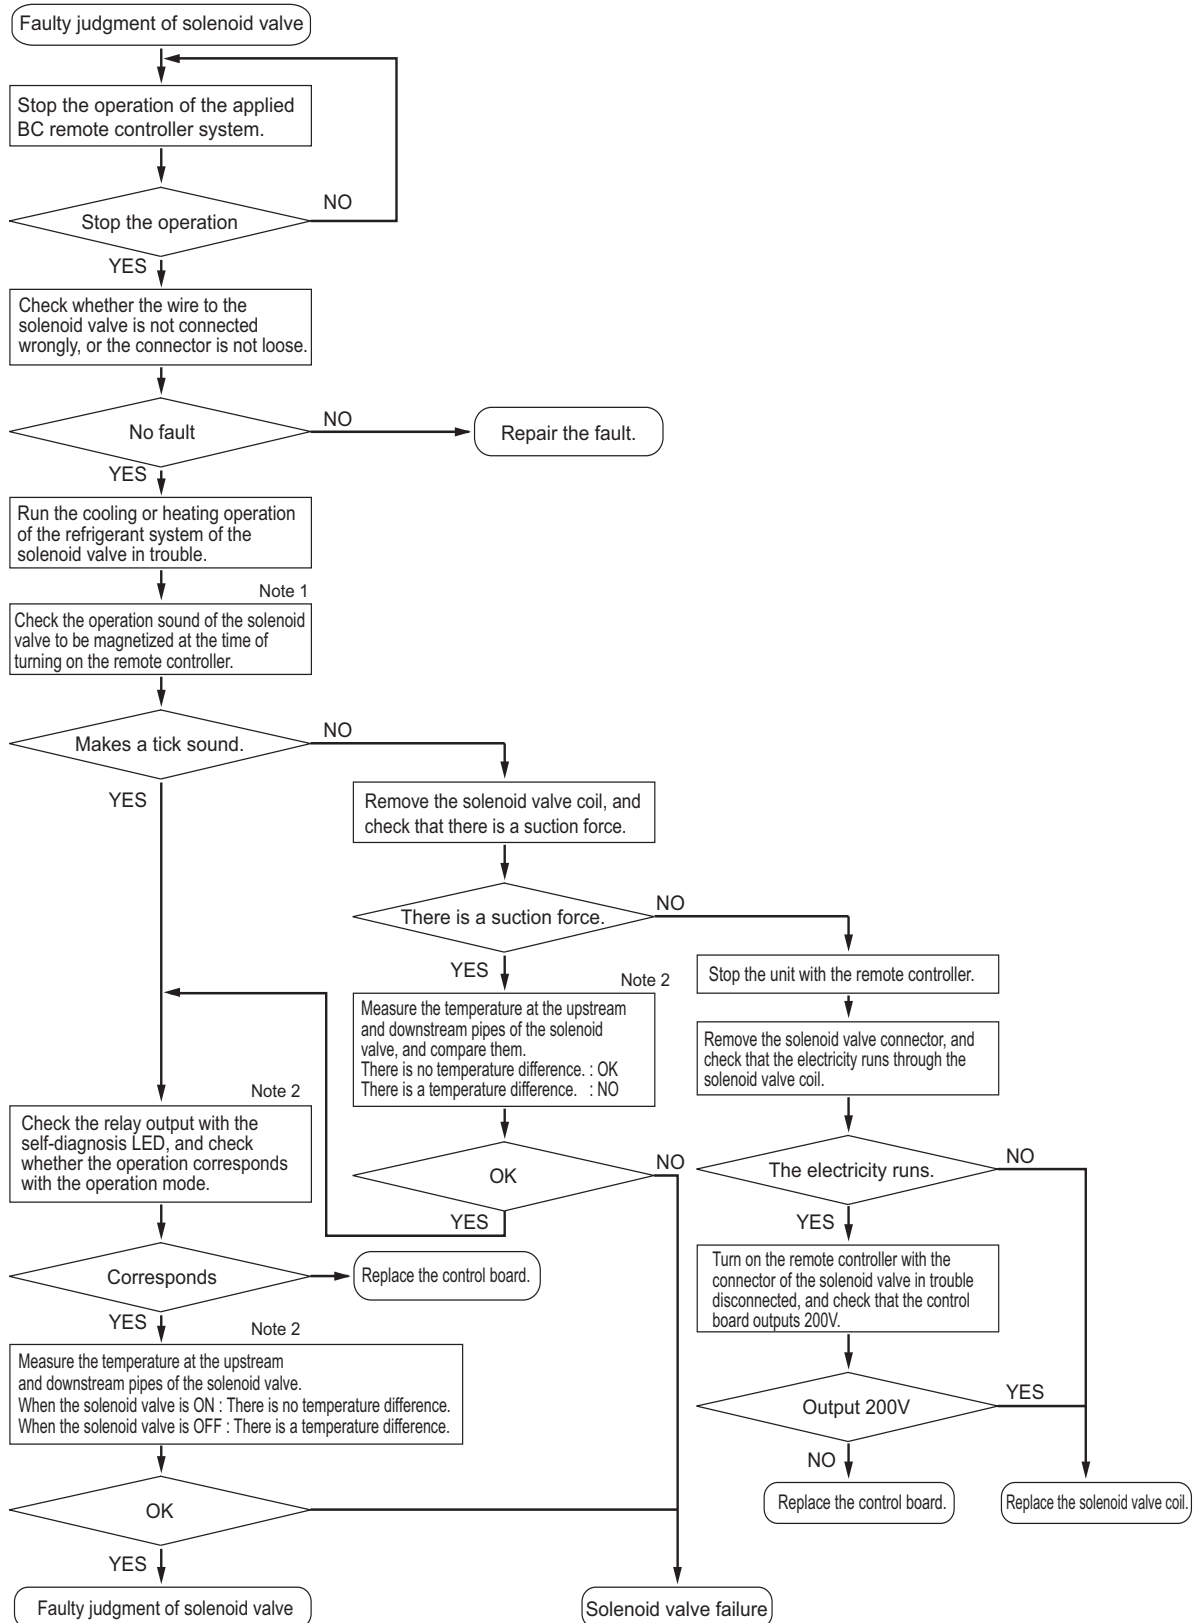 Faulty judgment of solenoid valve
Stop the operation of the applied
BC remote controller system.
Stop the operation
NO
YES
Check whether the wire to the
solenoid valve is not connected
wrongly, or the connector is not loose.
No fault
NO
Repair the fault.
YES
Run the cooling or heating operation
of the refrigerant system of the
solenoid valve in trouble.
Note 1
Check the operation sound of the solenoid
valve to be magnetized at the time of
turning on the remote controller.
Makes a tick sound.
NO
YES
Remove the solenoid valve coil, and
check that there is a suction force.
There is a suction force.
NO
YES
Note 2
Measure the temperature at the upstream
and downstream pipes of the solenoid
valve, and compare them.
There is no temperature difference. : OK
There is a temperature difference. : NO
Stop the unit with the remote controller.
Remove the solenoid valve connector, and
check that the electricity runs through the
solenoid valve coil.
Note 2
Check the relay output with the
self-diagnosis LED, and check
whether the operation corresponds
with the operation mode.
OK
NO
YES
The electricity runs.
NO
YES
Corresponds
Replace the control board.
YES
Turn on the remote controller with the
connector of the solenoid valve in trouble
disconnected, and check that the control
board outputs 200V.
Note 2
Measure the temperature at the upstream
and downstream pipes of the solenoid valve.
When the solenoid valve is ON : There is no temperature difference.
When the solenoid valve is OFF : There is a temperature difference.
Output 200V
YES
NO
Replace the control board.
Replace the solenoid valve coil.
OK
YES
Faulty judgment of solenoid valve
Solenoid valve failure